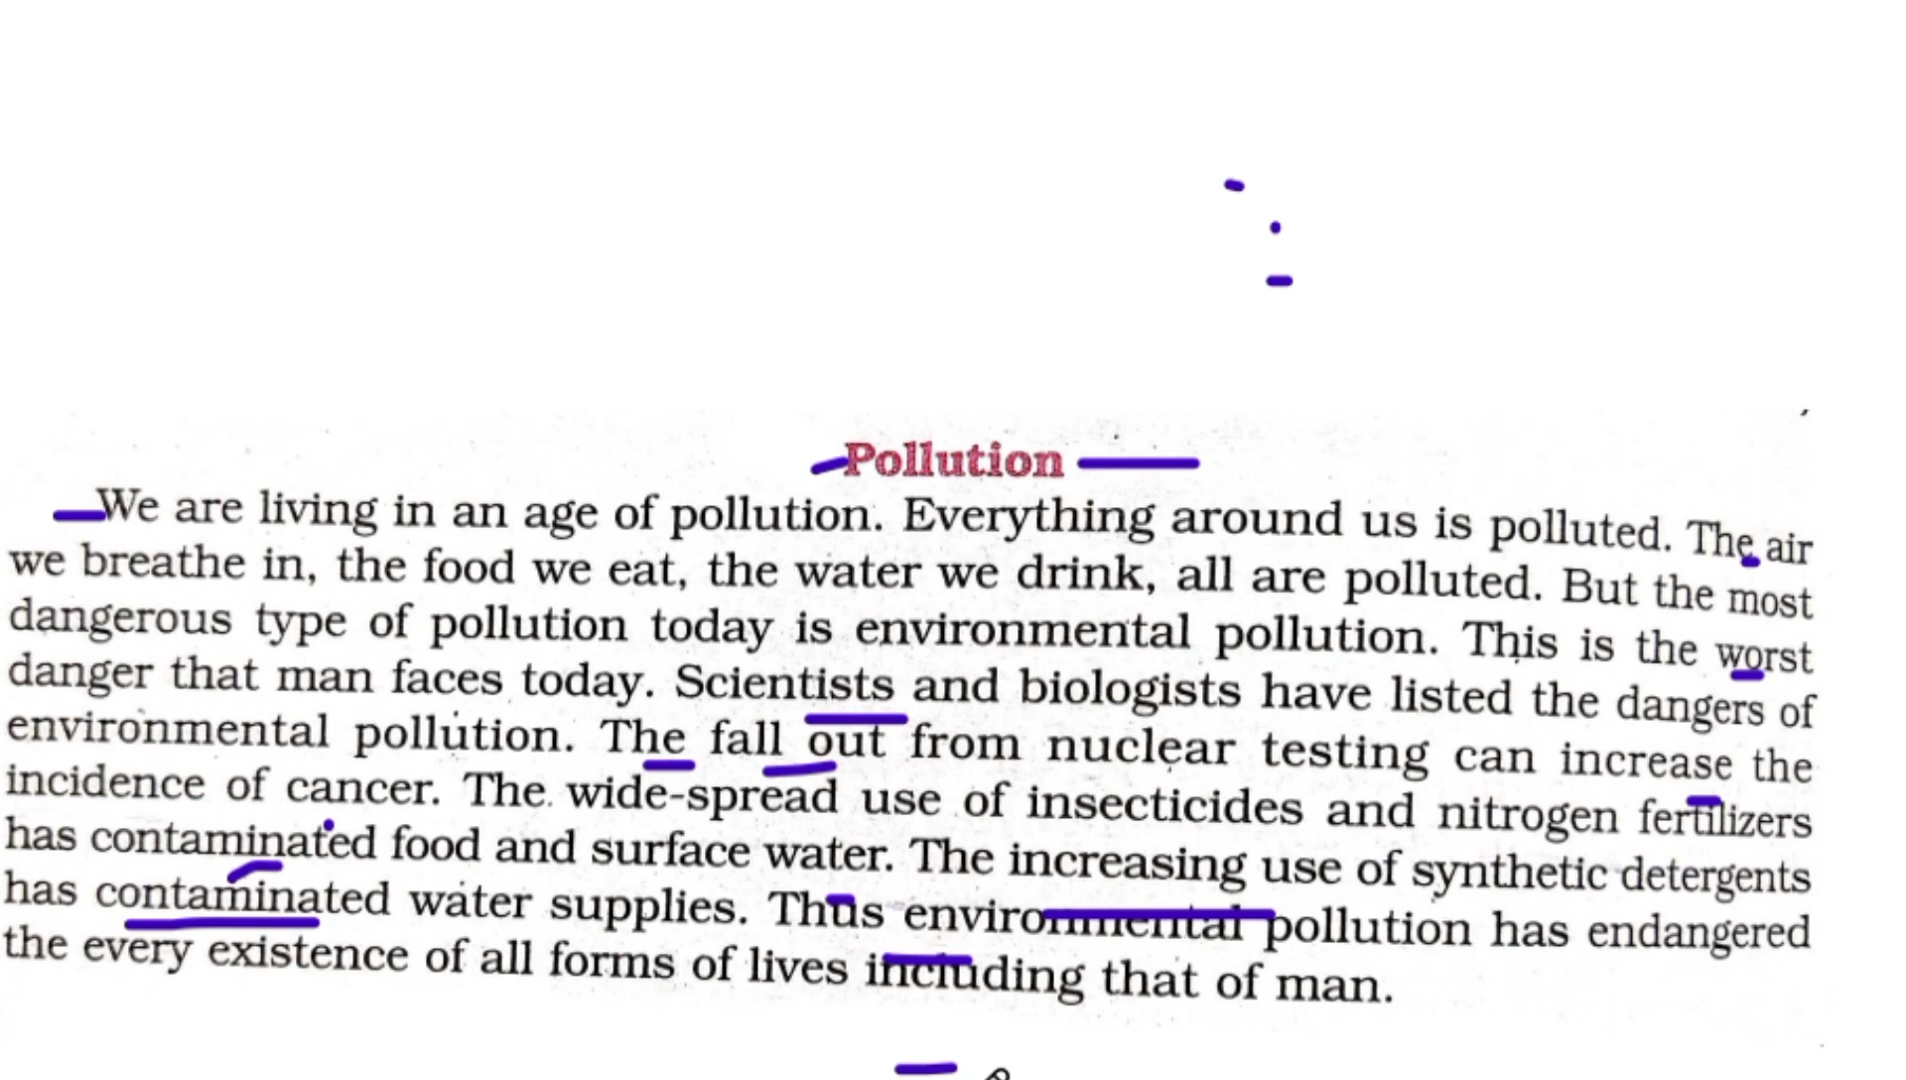 Pollution
We are living in an age of pollution. Everything around us is polluted. The air
we breathe in, the food we eat, the water we drink, all are polluted. But the most
dangerous type of pollution today is environmental pollution. This is the worst
danger that man faces today. Scientists and biologists have listed the dangers of
environmental pollution. The fall out from nuclear testing can increase the
incidence of cancer. The wide-spread use of insecticides and nitrogen fertilizers
has contaminated food and surface water. The increasing use of synthetic detergents
has contaminated water supplies. Thus environmental pollution has endangered
the every existence of all forms of lives including that of man.